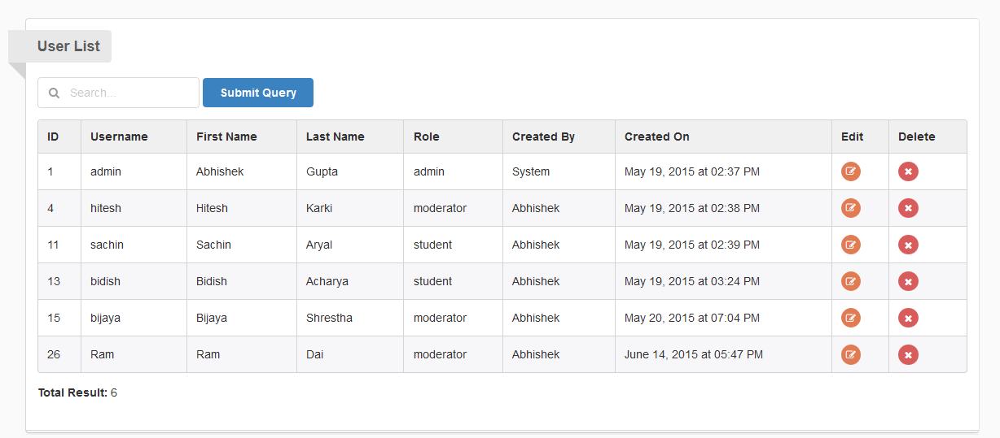 User List
Search...
Submit Query
ID Username First Name Last Name Role Created By Created On Edit Delete
1 admin Abhishek Gupta admin System May 19, 2015 at 02:37 PM
4 hitesh Hitesh Karki moderator Abhishek May 19, 2015 at 02:38 PM
11 sachin Sachin Aryal student Abhishek May 19, 2015 at 02:39 PM
13 bidish Bidish Acharya student Abhishek May 19, 2015 at 03:24 PM
15 bijaya Bijaya Shrestha moderator Abhishek May 20, 2015 at 07:04 PM
26 Ram Ram Dai moderator Abhishek June 14, 2015 at 05:47 PM
Total Result: 6